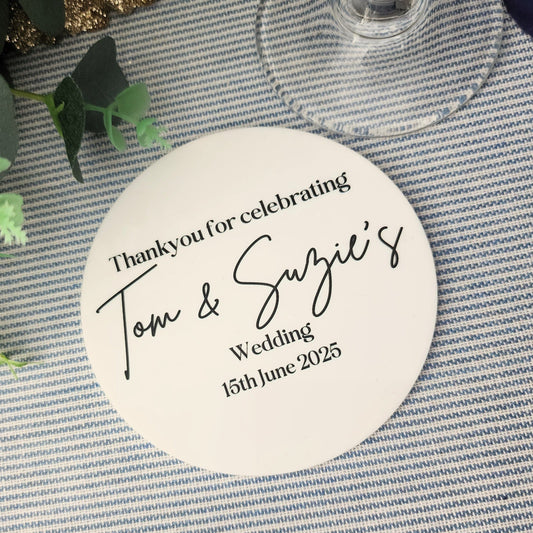 Thankyou for celebrating
Tom & Suzie's
Wedding
15th June 2025